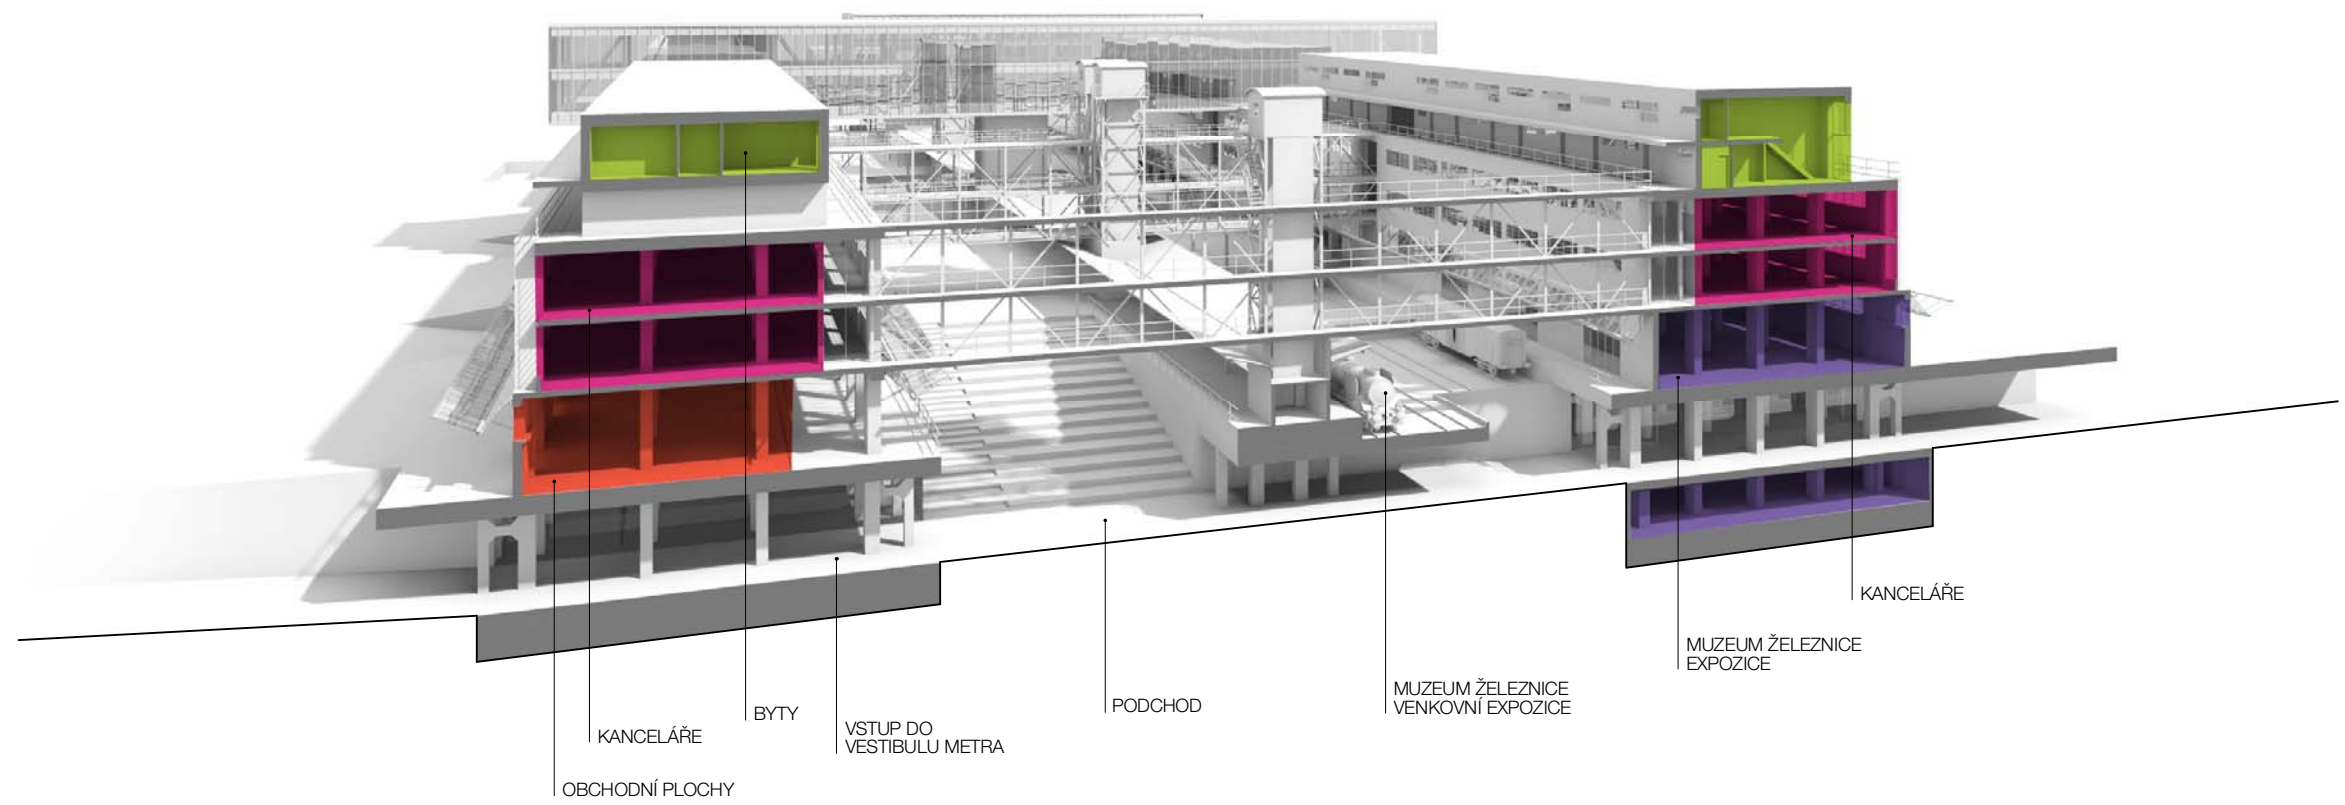 KANCELÁŘE
MUZEUM ŽELEZNICE
EXPOZICE
MUZEUM ŽELEZNICE
VENKOVNÍ EXPOZICE
PODCHOD
BYTY
VSTUP DO
VESTIBULU METRA
KANCELÁŘE
OBCHODNÍ PLOCHY